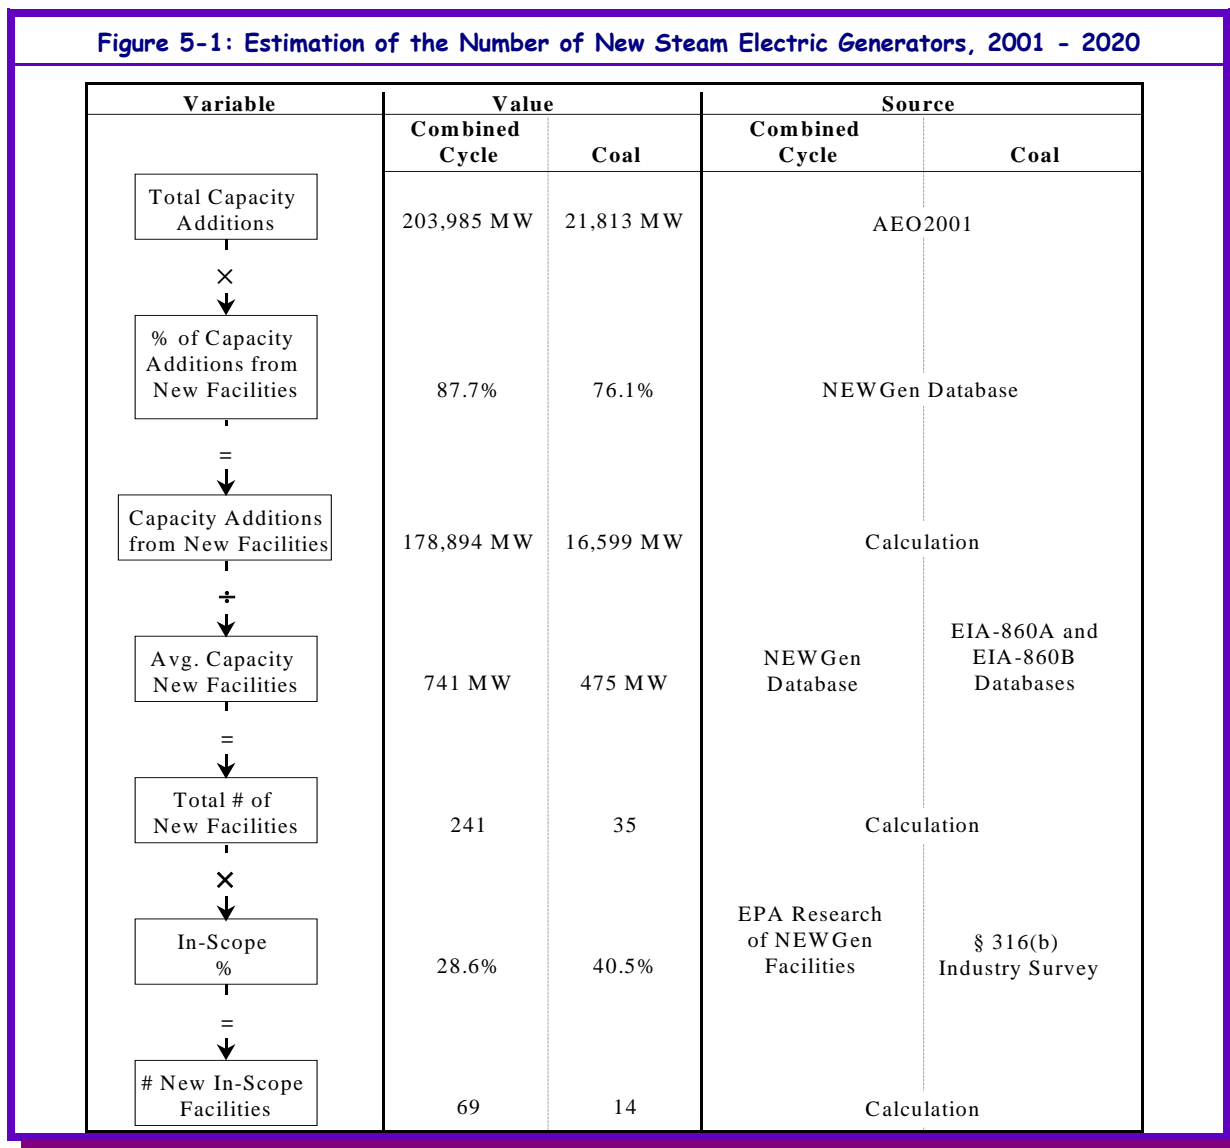 Figure 5-1: Estimation of the Number of New Steam Electric Generators, 2001 - 2020
Variable Value Source
Combined Cycle Coal Combined Cycle Coal
Total Capacity
Additions
203,985 MW 21,813 MW AEO2001
×
% of Capacity
Additions from
New Facilities
87.7% 76.1% NEWGen Database
=
Capacity Additions
from New Facilities
178,894 MW 16,599 MW Calculation
÷
Avg. Capacity
New Facilities
741 MW 475 MW
NEWGen
Database
EIA-860A and
EIA-860B
Databases
=
Total # of
New Facilities
241 35 Calculation
×
In-Scope
%
28.6% 40.5%
EPA Research
of NEWGen
Facilities
§ 316(b)
Industry Survey
=
# New In-Scope
Facilities
69 14 Calculation